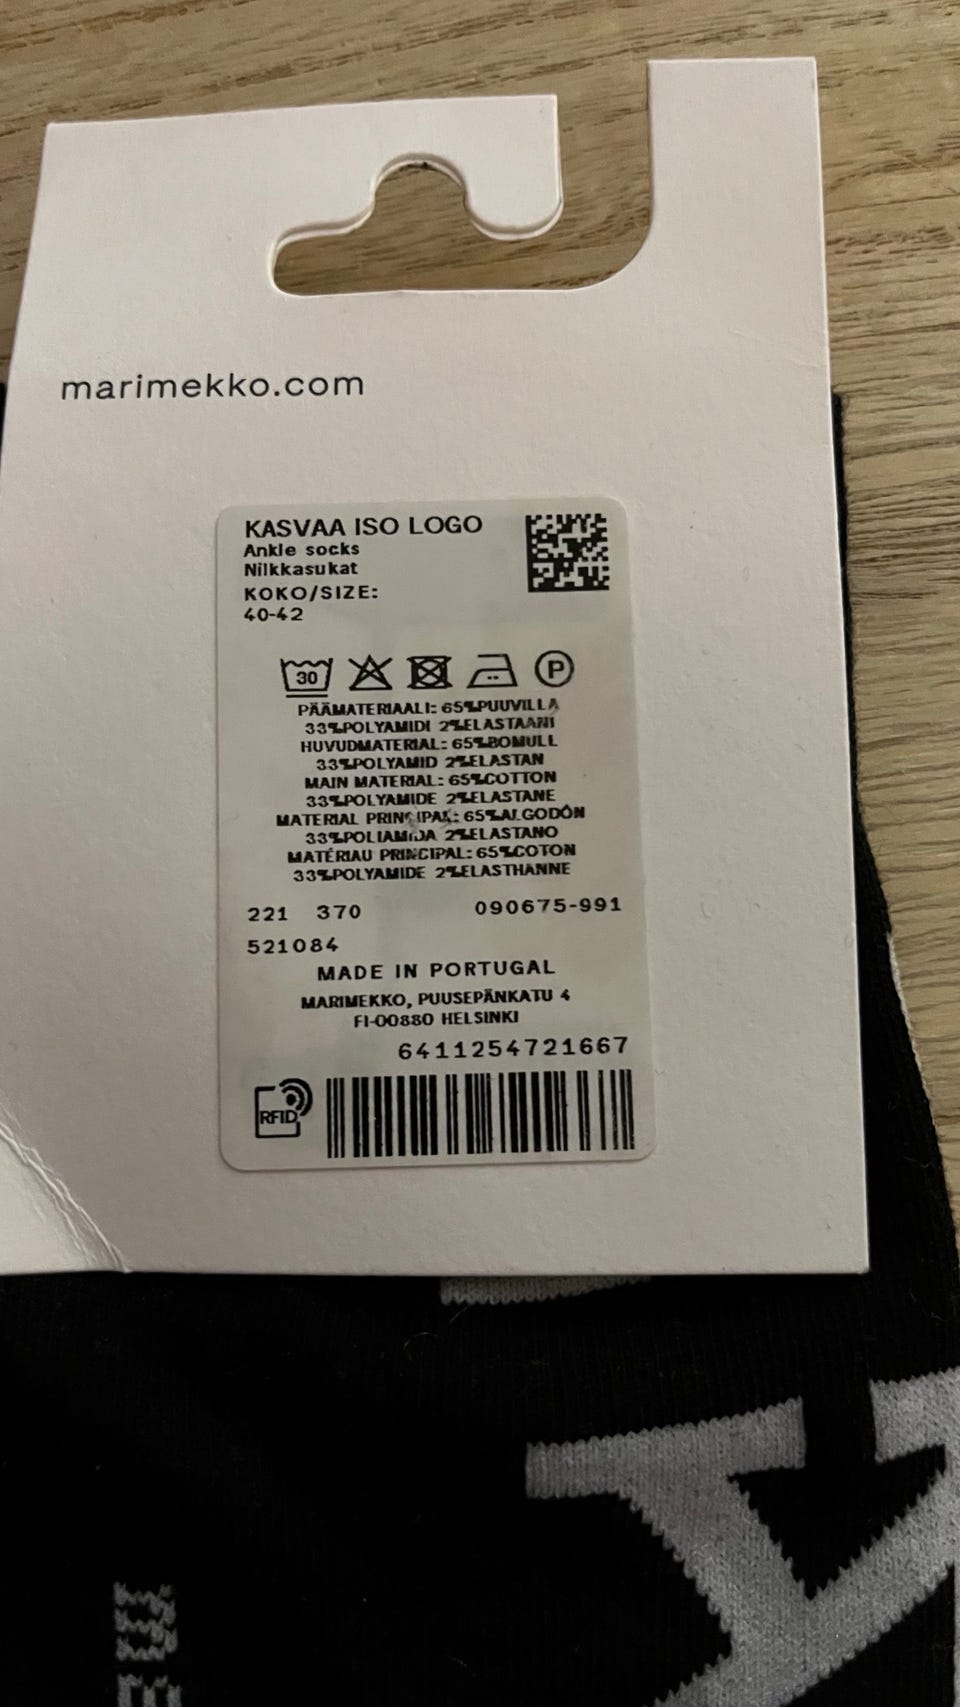 marimekko.com
KASVAA ISO LOGO
Ankle socks
Nilkkasukat
KOKO/SIZE:
40-42
30 P
PÄÄMATERIAALI: 65%PUUVILLA
33%POLYAMIDI 2%ELASTAANI
HUVUDMATERIAL: 65%BOMULL
33%POLYAMID 2%ELASTAN
MAIN MATERIAL: 65%COTTON
33%POLYAMIDE 2%ELASTANE
MATERIAL PRINCIPAL: 65%ALGODÓN
33%POLIAMIDA 2%ELASTANO
MATÉRIAU PRINCIPAL: 65%COTON
33%POLYAMIDE 2%ELASTHANNE
221 370 090675-991
521084
MADE IN PORTUGAL
MARIMEKKO, PUUSEPÄNKATU 4
FI-00880 HELSINKI
6411254721667
RFID